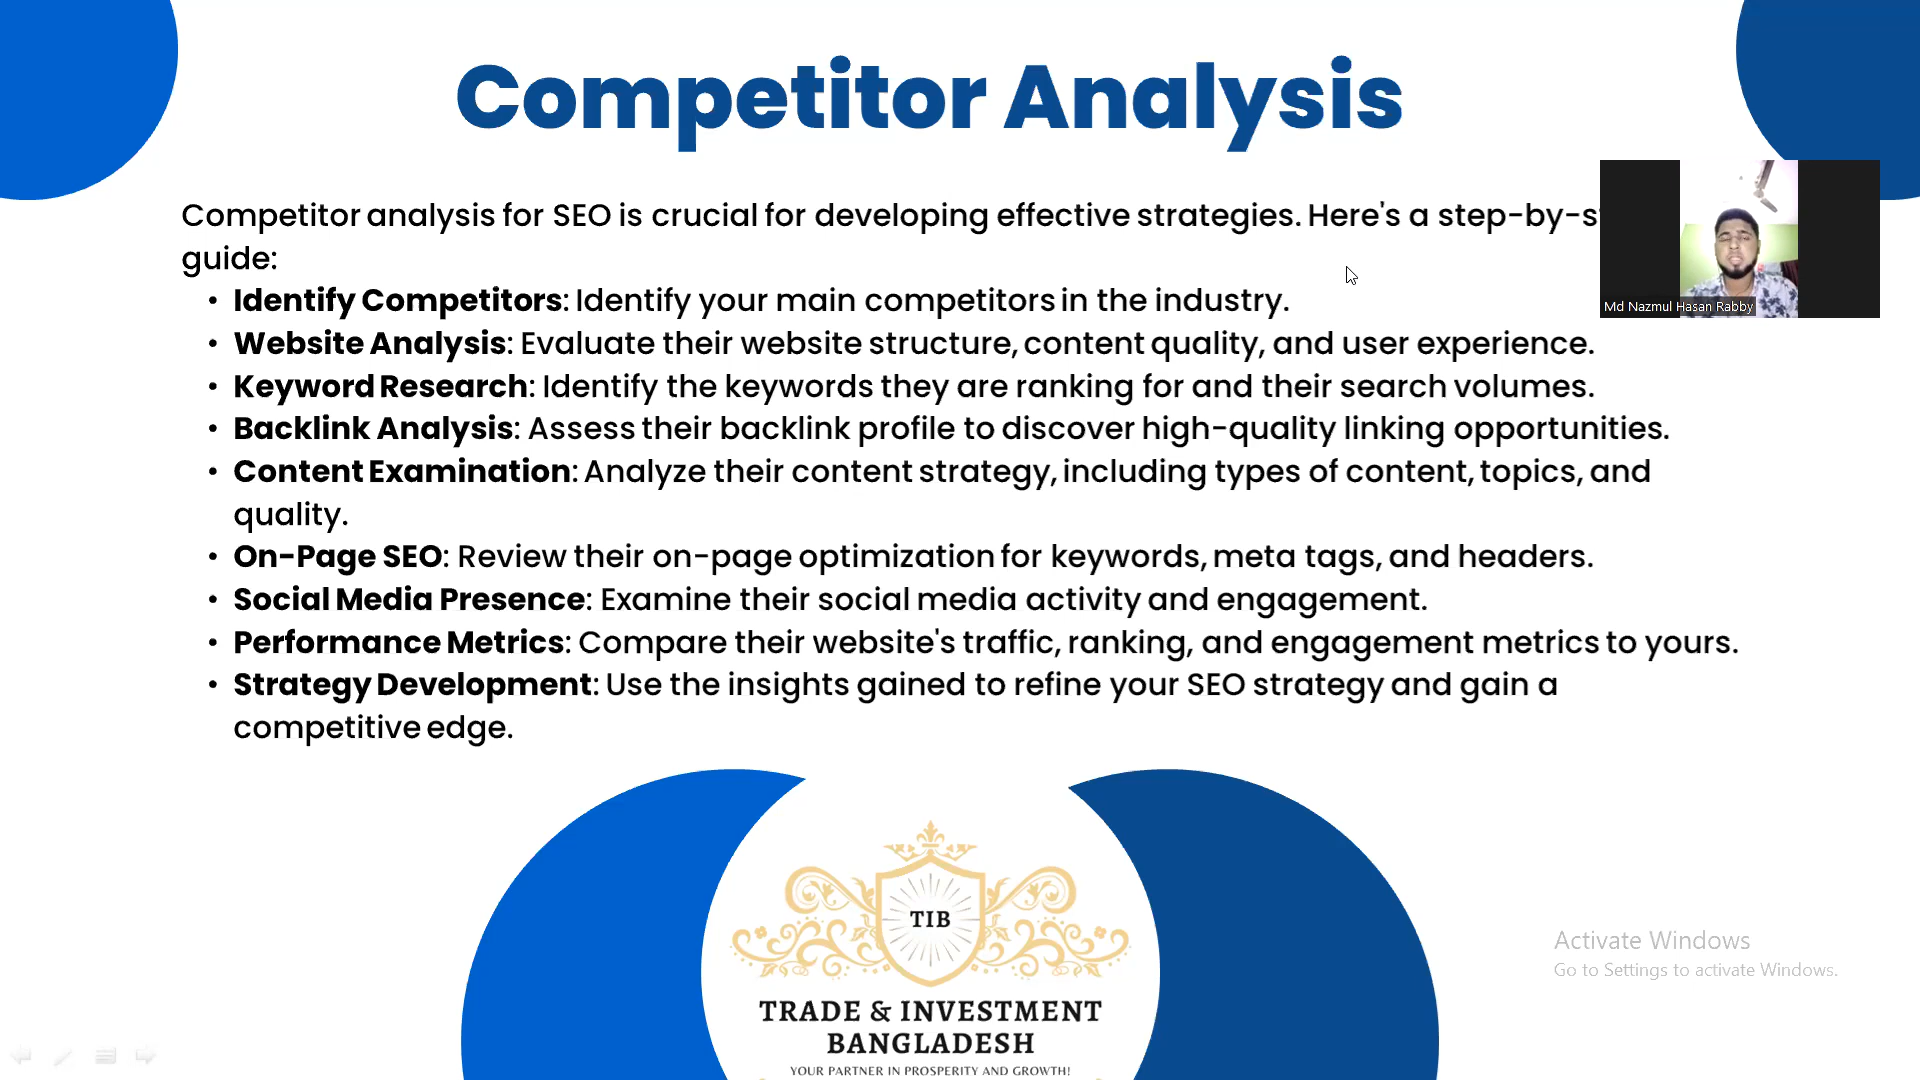 Competitor Analysis
Competitor analysis for SEO is crucial for developing effective strategies. Here's a step-by-s
guide:
• Identify Competitors: Identify your main competitors in the industry.
• Website Analysis: Evaluate their website structure, content quality, and user experience.
• Keyword Research: Identify the keywords they are ranking for and their search volumes.
• Backlink Analysis: Assess their backlink profile to discover high-quality linking opportunities.
• Content Examination: Analyze their content strategy, including types of content, topics, and
quality.
• On-Page SEO: Review their on-page optimization for keywords, meta tags, and headers.
• Social Media Presence: Examine their social media activity and engagement.
• Performance Metrics: Compare their website's traffic, ranking, and engagement metrics to yours.
• Strategy Development: Use the insights gained to refine your SEO strategy and gain a
competitive edge.
Md Nazmul Hasan Rabby
TIB
TRADE & INVESTMENT
BANGLADESH
YOUR PARTNER IN PROSPERITY AND GROWTH!
Activate Windows
Go to Settings to activate Windows.